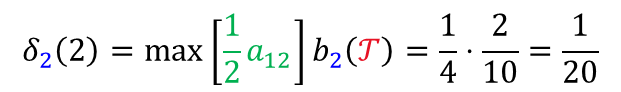 δ₂(2) = max [1/2 a₁₂] b₂(𝒯) = 1/4 · 2/10 = 1/20